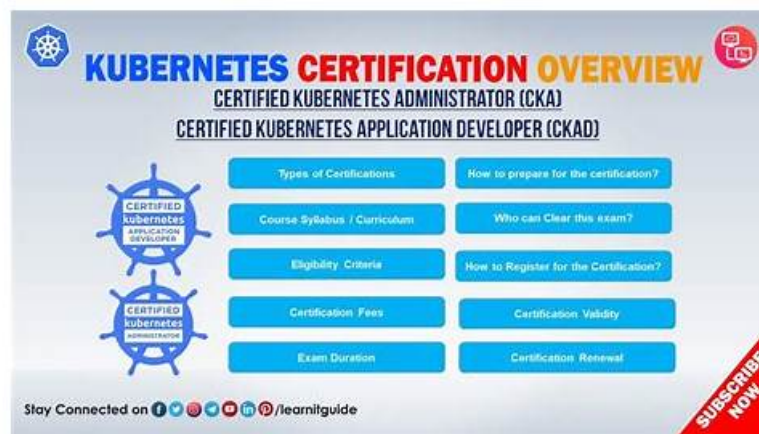 KUBERNETES CERTIFICATION OVERVIEW
CERTIFIED KUBERNETES ADMINISTRATOR (CKA)
CERTIFIED KUBERNETES APPLICATION DEVELOPER (CKAD)
CERTIFIED
kubernetes
APPLICATION
DEVELOPER
CERTIFIED
kubernetes
ADMINISTRATOR
Types of Certifications
How to prepare for the certification?
Course Syllabus / Curriculum
Who can Clear this exam?
Eligibility Criteria
How to Register for the Certification?
Certification Fees
Certification Validity
Exam Duration
Certification Renewal
Stay Connected on /learnitguide
SUBSCRIBE
NOW